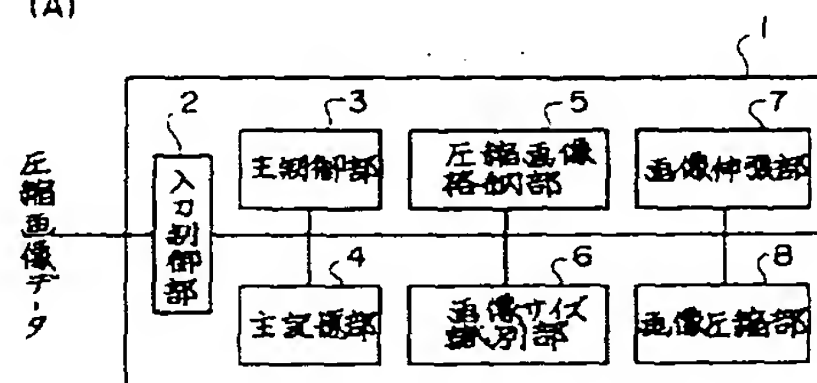 (A)
1
2
3
5
7
圧縮画像データ
入力制御部
主制御部
圧縮画像
格納部
画像伸張部
4
6
8
主記憶部
画像サイズ
識別部
画像圧縮部